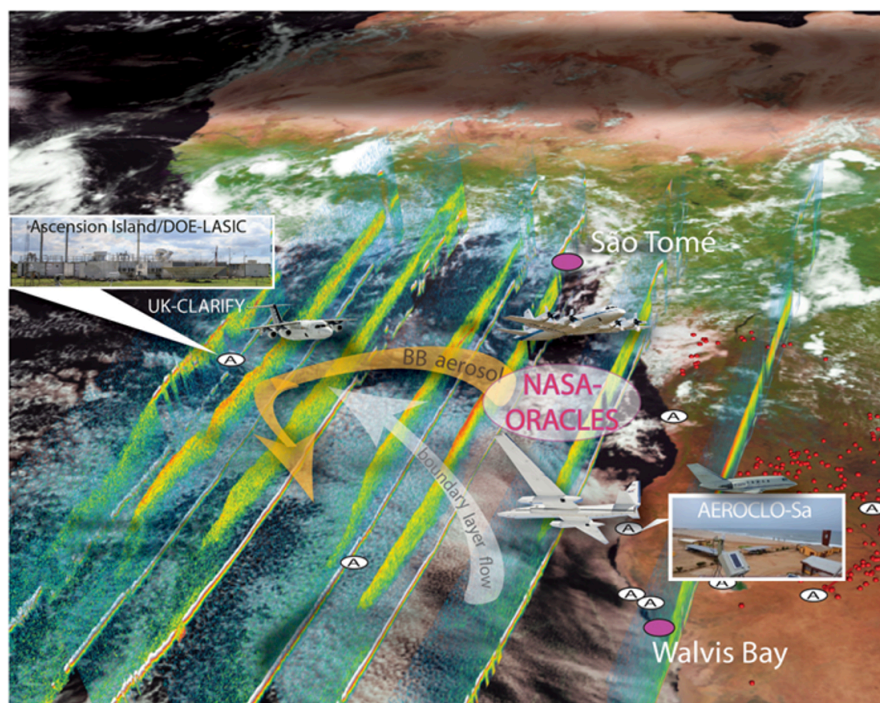 Ascension Island/DOE-LASIC
UK-CLARIFY
São Tomé
BB aerosol
NASA-
ORACLES
boundary layer flow
A
A
A
AEROCLO-Sa
A
A
A
A
A
A
Walvis Bay